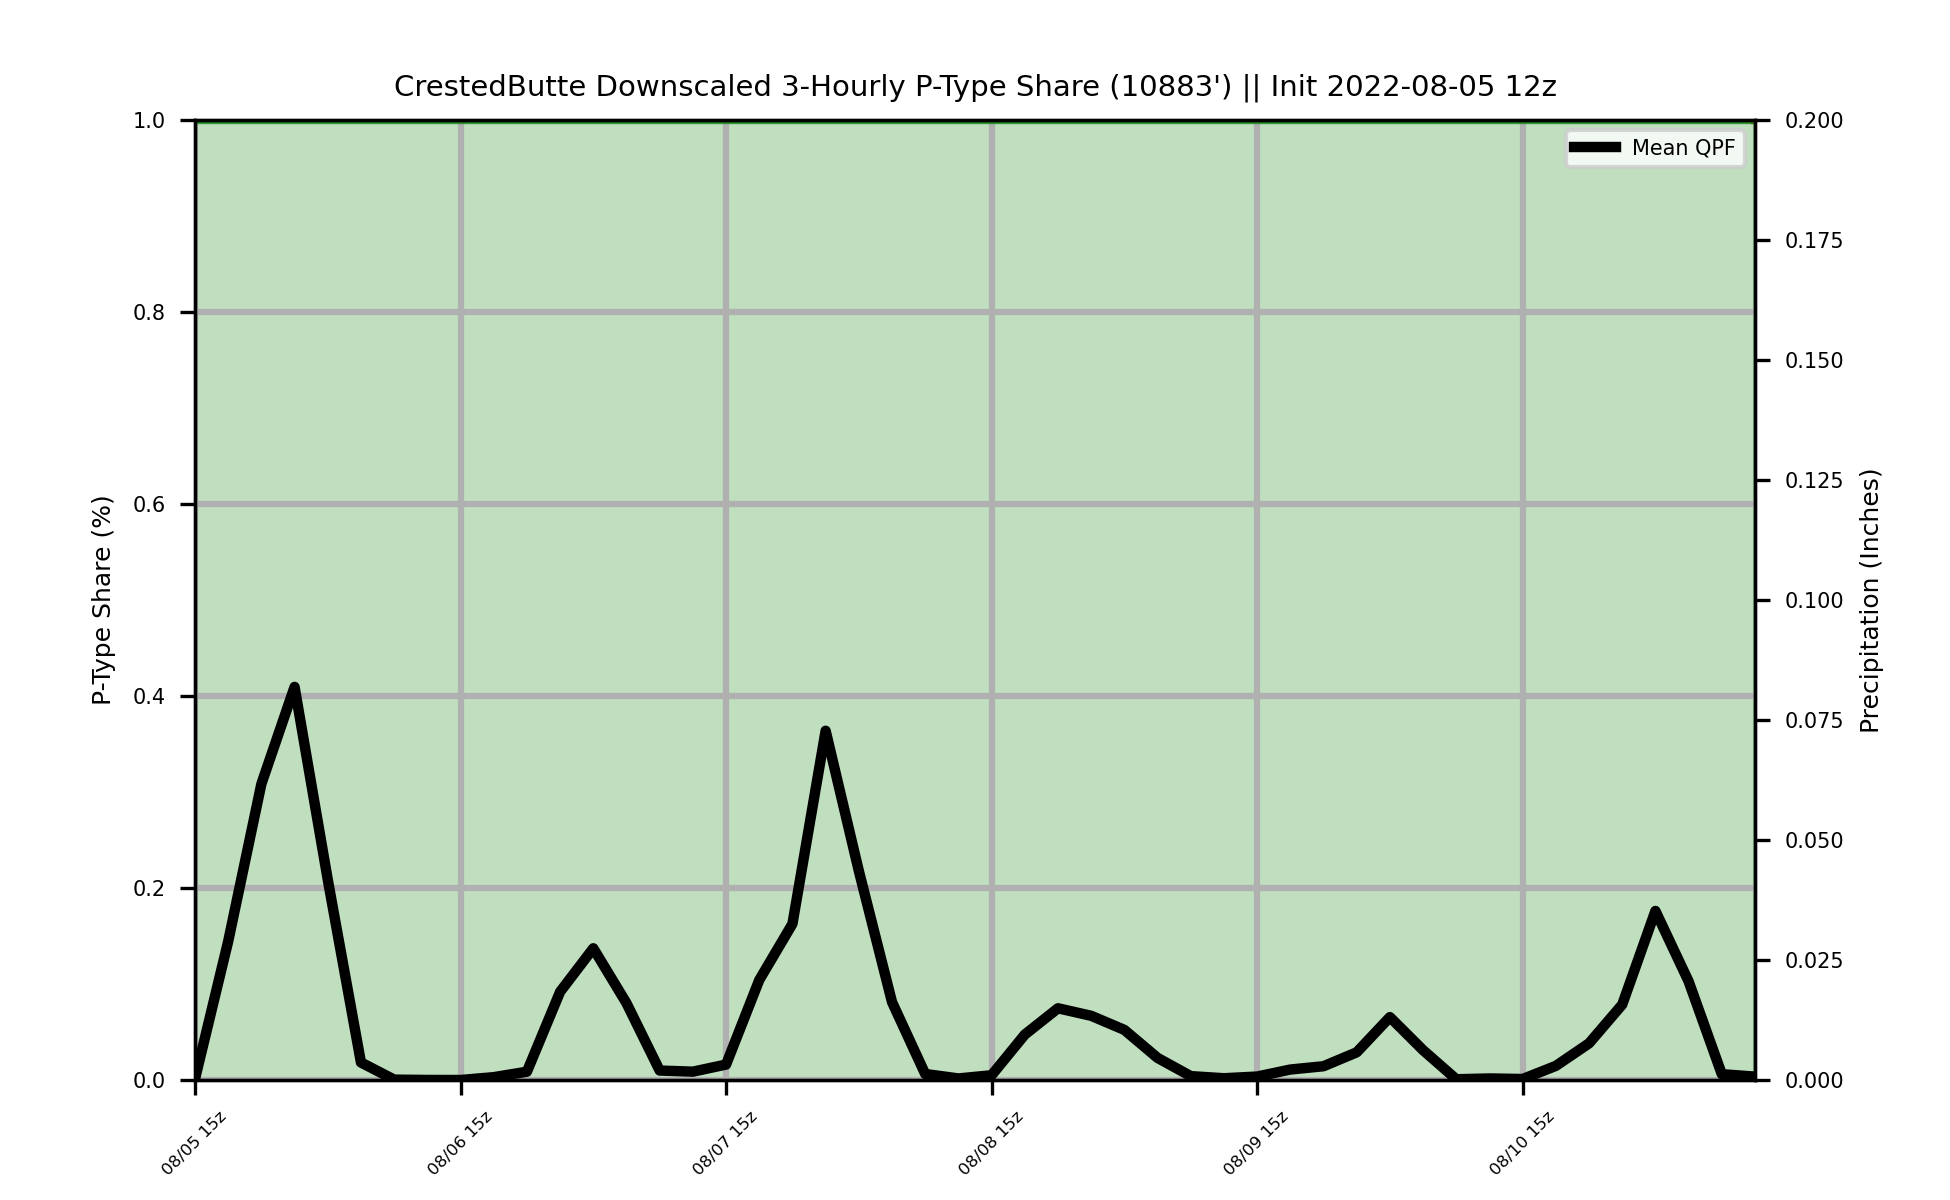 CrestedButte Downscaled 3-Hourly P-Type Share (10883') || Init 2022-08-05 12z
Mean QPF
P-Type Share (%)
1.0
0.8
0.6
0.4
0.2
0.0
0.200
0.175
0.150
0.125
0.100
0.075
0.050
0.025
0.000
Precipitation (Inches)
08/05 15z
08/06 15z
08/07 15z
08/08 15z
08/09 15z
08/10 15z